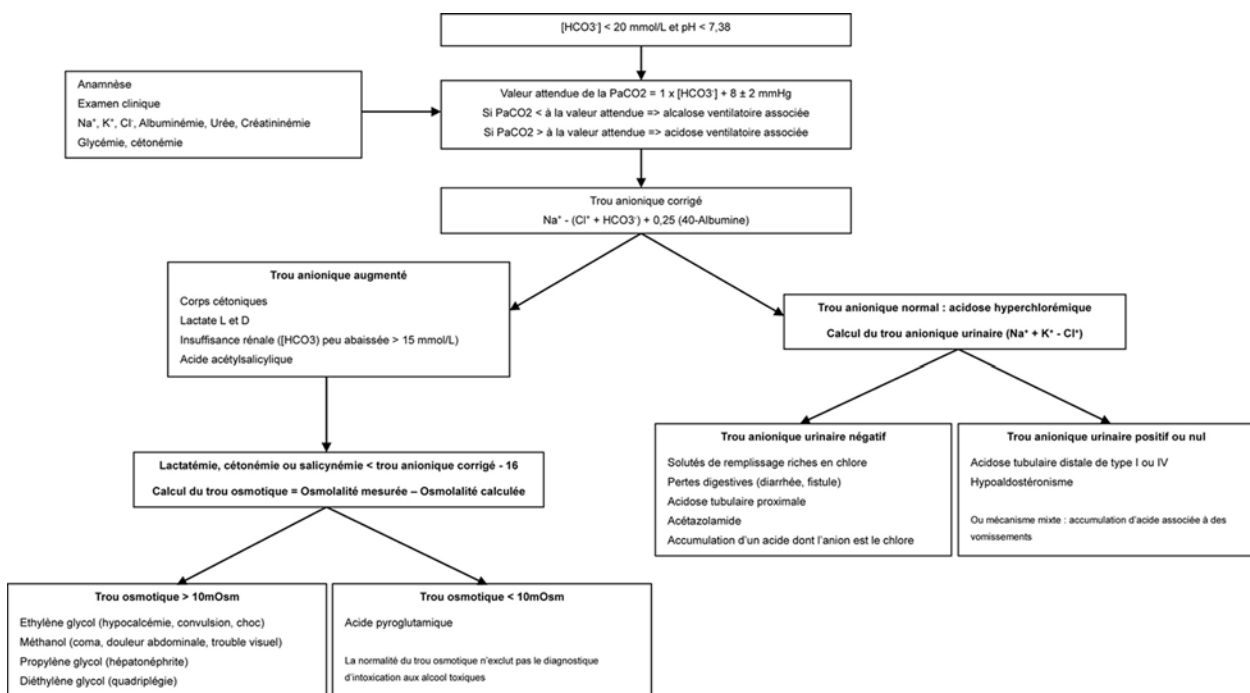 [HCO3-] < 20 mmol/L et pH < 7,38
Anamnèse
Examen clinique
Na+, K+, Cl-, Albuminémie, Urée, Créatininémie
Glycémie, cétonémie
Valeur attendue de la PaCO2 = 1 x [HCO3-] + 8 ± 2 mmHg
Si PaCO2 < à la valeur attendue => alcalose ventilatoire associée
Si PaCO2 > à la valeur attendue => acidose ventilatoire associée
Trou anionique corrigé
Na+ - (Cl+ + HCO3-) + 0,25 (40-Albumine)
Trou anionique augmenté
Corps cétoniques
Lactate L et D
Insuffisance rénale ([HCO3) peu abaissée > 15 mmol/L)
Acide acétylsalicylique
Trou anionique normal : acidose hyperchlorémique
Calcul du trou anionique urinaire (Na+ + K+ - Cl+)
Lactatémie, cétonémie ou salicynémie < trou anionique corrigé - 16
Calcul du trou osmotique = Osmolalité mesurée – Osmolalité calculée
Trou anionique urinaire négatif
Solutés de remplissage riches en chlore
Pertes digestives (diarrhée, fistule)
Acidose tubulaire proximale
Acétazolamide
Accumulation d'un acide dont l'anion est le chlore
Trou anionique urinaire positif ou nul
Acidose tubulaire distale de type I ou IV
Hypoaldostéronisme
Ou mécanisme mixte : accumulation d'acide associée à des
vomissements
Trou osmotique > 10mOsm
Ethylène glycol (hypocalcémie, convulsion, choc)
Méthanol (coma, douleur abdominale, trouble visuel)
Propylène glycol (hépatonéphrite)
Diéthylène glycol (quadriplégie)
Trou osmotique < 10mOsm
Acide pyroglutamique
La normalité du trou osmotique n'exclut pas le diagnostique
d'intoxication aux alcool toxiques